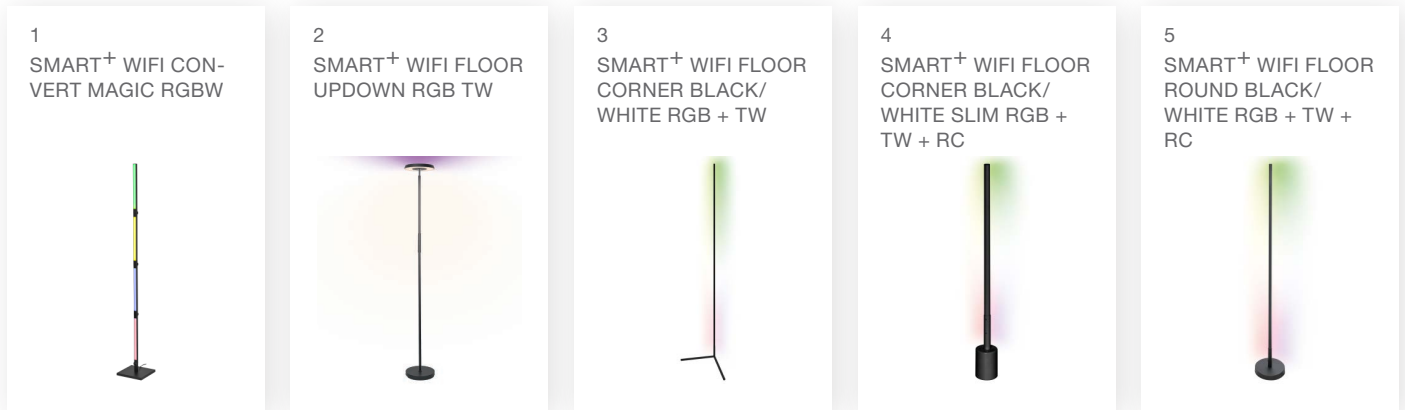 1
SMART+ WIFI CON-
VERT MAGIC RGBW
2
SMART+ WIFI FLOOR
UPDOWN RGB TW
3
SMART+ WIFI FLOOR
CORNER BLACK/
WHITE RGB + TW
4
SMART+ WIFI FLOOR
CORNER BLACK/
WHITE SLIM RGB +
TW + RC
5
SMART+ WIFI FLOOR
ROUND BLACK/
WHITE RGB + TW +
RC